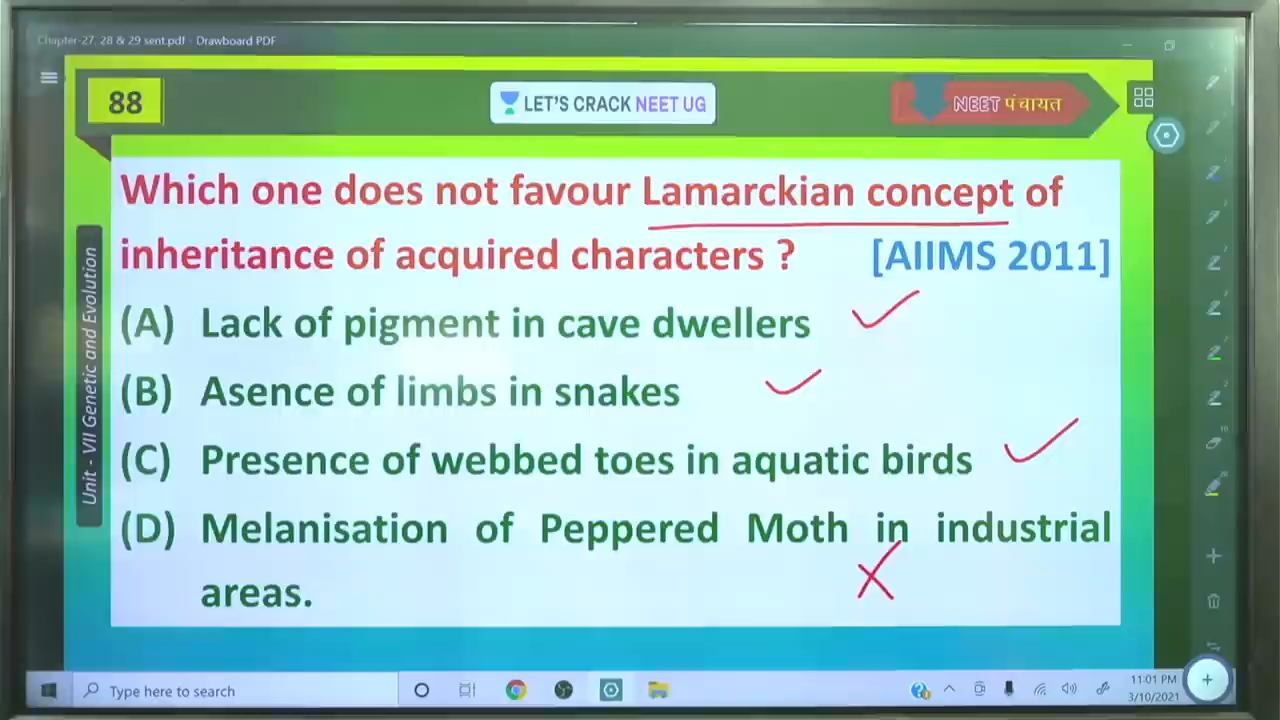 Chapter-27, 28 & 29 sent.pdf - Drawboard PDF
88
LET'S CRACK NEET UG
NEET पंचायत
Which one does not favour Lamarckian concept of
inheritance of acquired characters ? [AIIMS 2011]
(A) Lack of pigment in cave dwellers
(B) Asence of limbs in snakes
(C) Presence of webbed toes in aquatic birds
(D) Melanisation of Peppered Moth in industrial
areas.
Unit - VII Genetic and Evolution
Type here to search
11:01 PM
3/10/2021